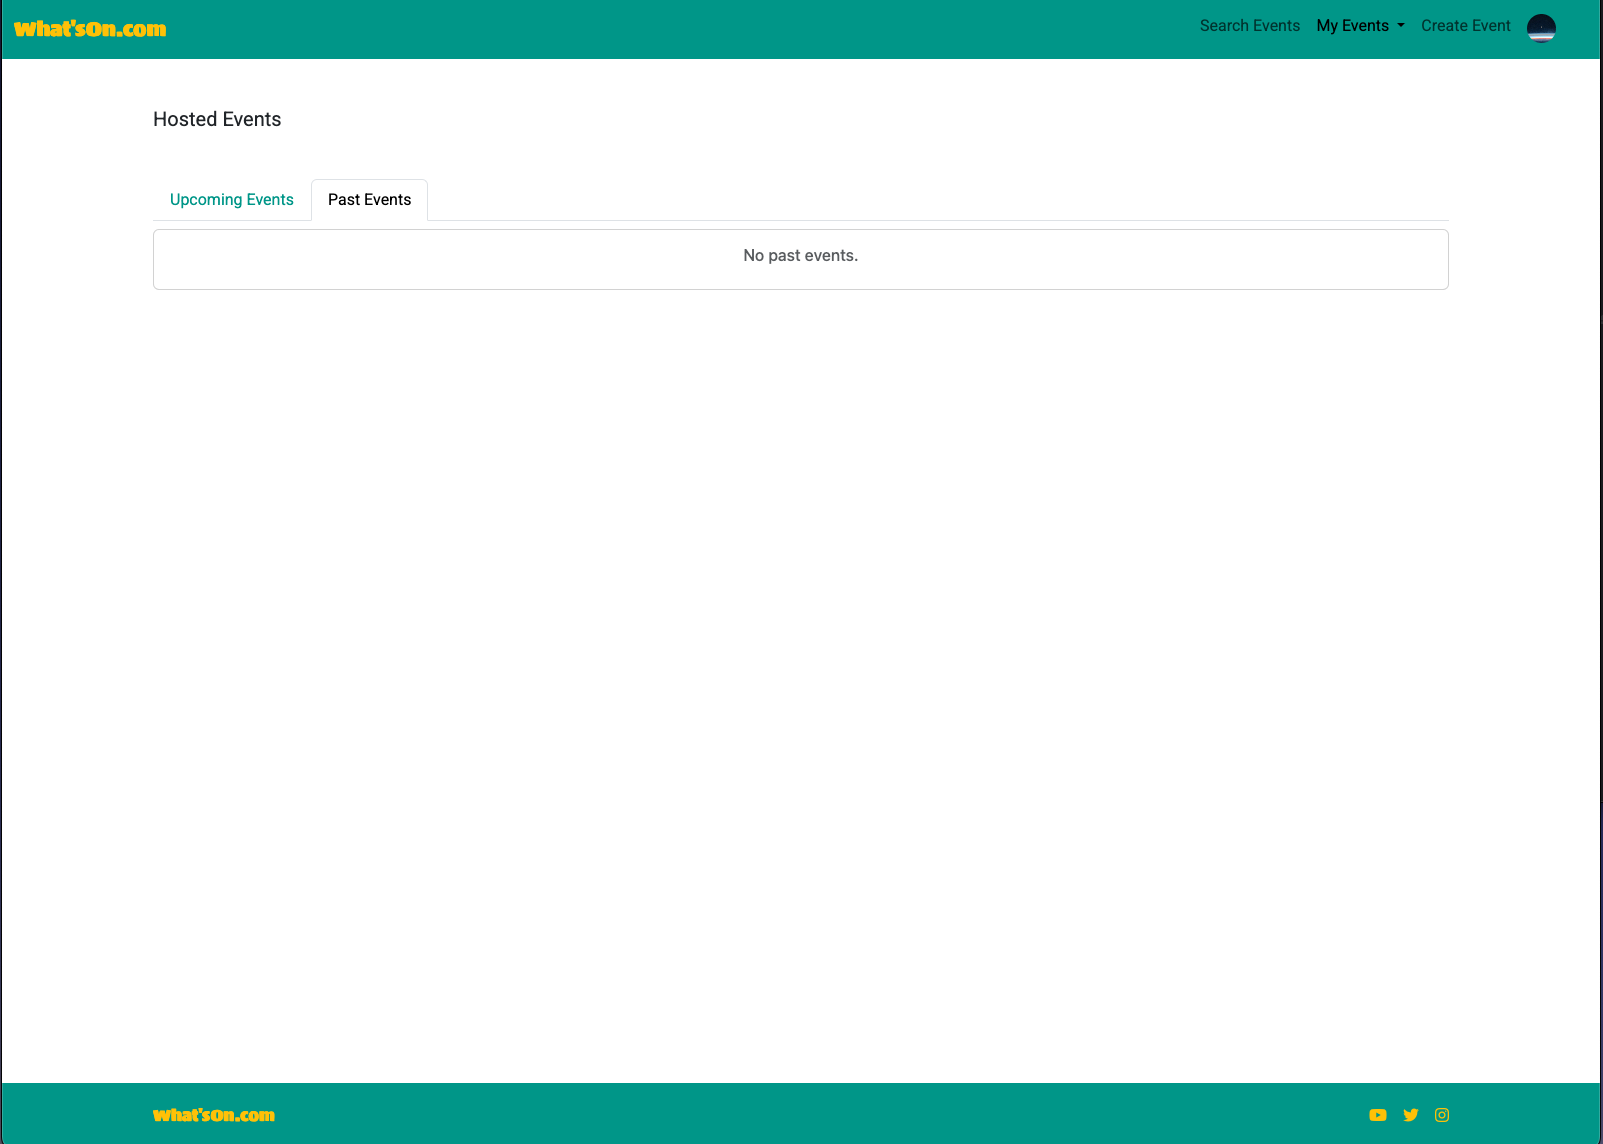 What'sOn.com
Search Events My Events Create Event
Hosted Events
Upcoming Events Past Events
No past events.
What'sOn.com